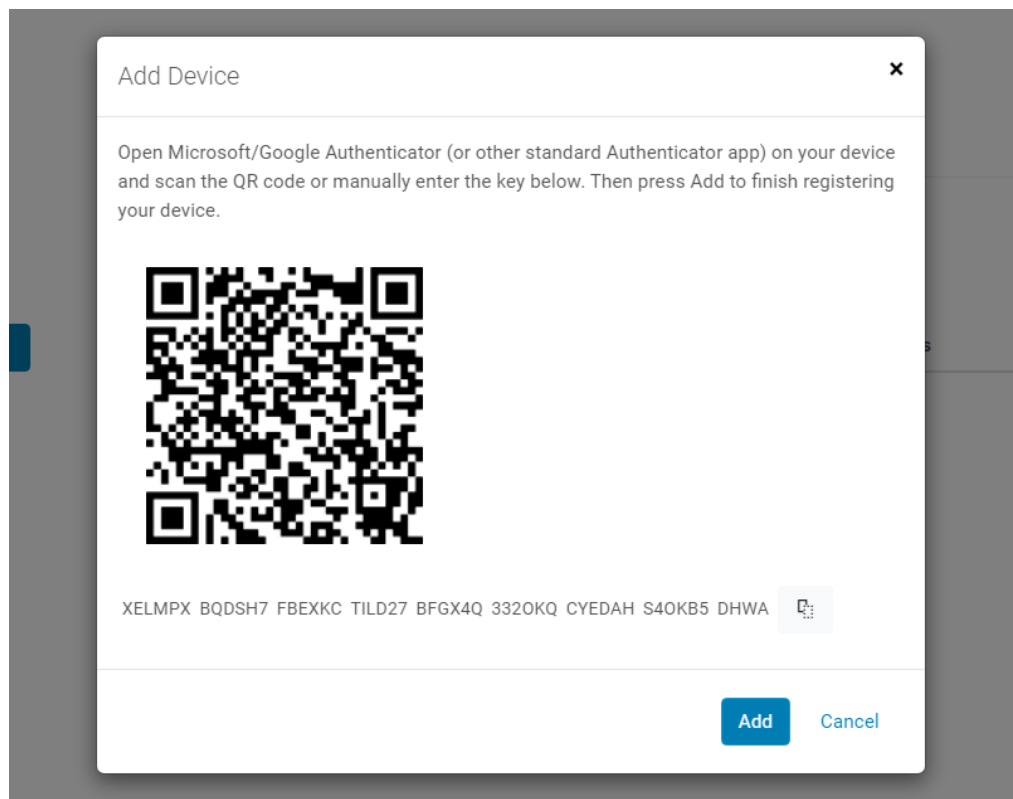 Add Device
×
Open Microsoft/Google Authenticator (or other standard Authenticator app) on your device
and scan the QR code or manually enter the key below. Then press Add to finish registering
your device.
s
XELMPX BQDSH7 FBEXKC TILD27 BFGX4Q 332OKQ CYEDAH S4OKB5 DHWA
Add Cancel